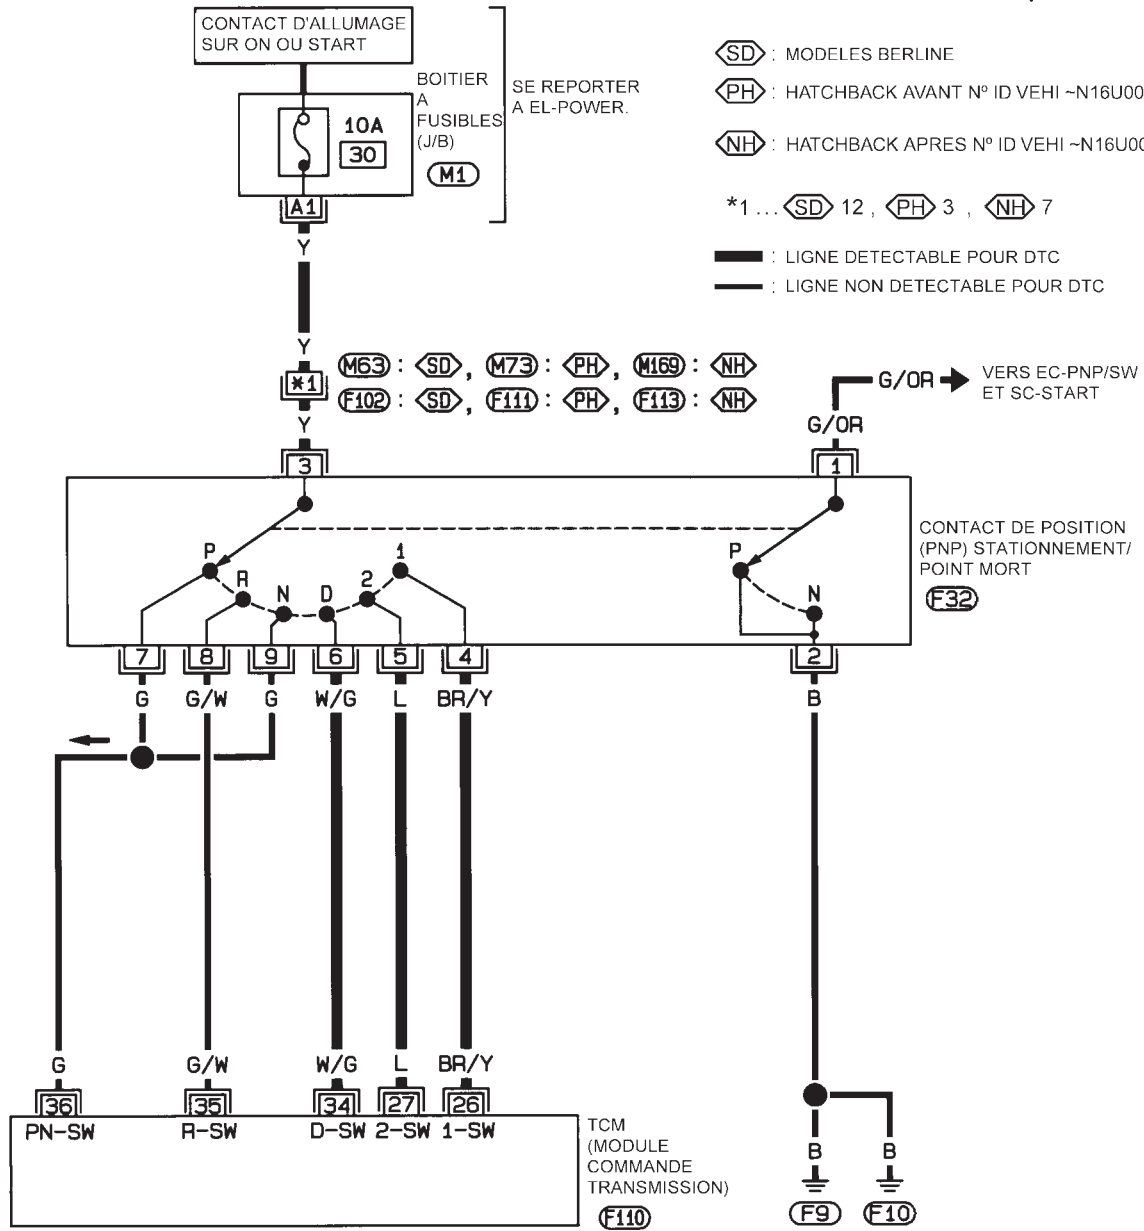 CONTACT D'ALLUMAGE
SUR ON OU START
BOITIER
A
FUSIBLES
(J/B)
M1
SE REPORTER
A EL-POWER.
10A
30
A1
SD : MODELES BERLINE
PH : HATCHBACK AVANT Nº ID VEHI ~N16U00
NH : HATCHBACK APRES Nº ID VEHI ~N16U00
*1 ... SD 12 , PH 3 , NH 7
: LIGNE DETECTABLE POUR DTC
: LIGNE NON DETECTABLE POUR DTC
Y
Y
*1
M63 : SD , M73 : PH , M169 : NH
F102 : SD , F111 : PH , F113 : NH
Y
G/OR
VERS EC-PNP/SW
ET SC-START
G/OR
3
1
CONTACT DE POSITION
(PNP) STATIONNEMENT/
POINT MORT
F32
P R N D 2 1
P N
7 8 9 6 5 4 2
G G/W G W/G L BR/Y B
G G/W W/G L BR/Y
36 35 34 27 26
PN-SW R-SW D-SW 2-SW 1-SW
TCM
(MODULE
COMMANDE
TRANSMISSION)
F110
B B
F9 F10